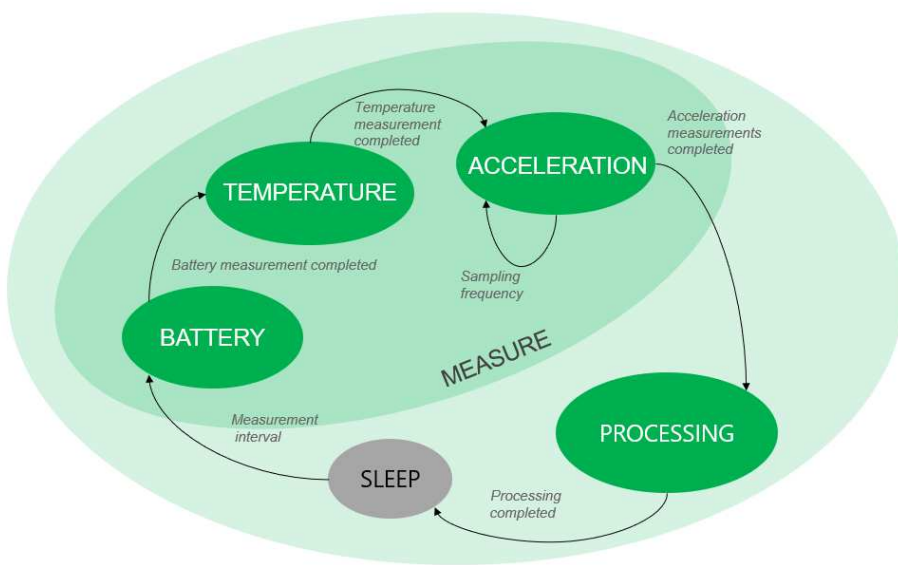 Temperature
measurement
completed
Acceleration
measurements
completed
ACCELERATION
TEMPERATURE
Battery measurement completed
Sampling
frequency
BATTERY
MEASURE
Measurement
interval
PROCESSING
SLEEP
Processing
completed